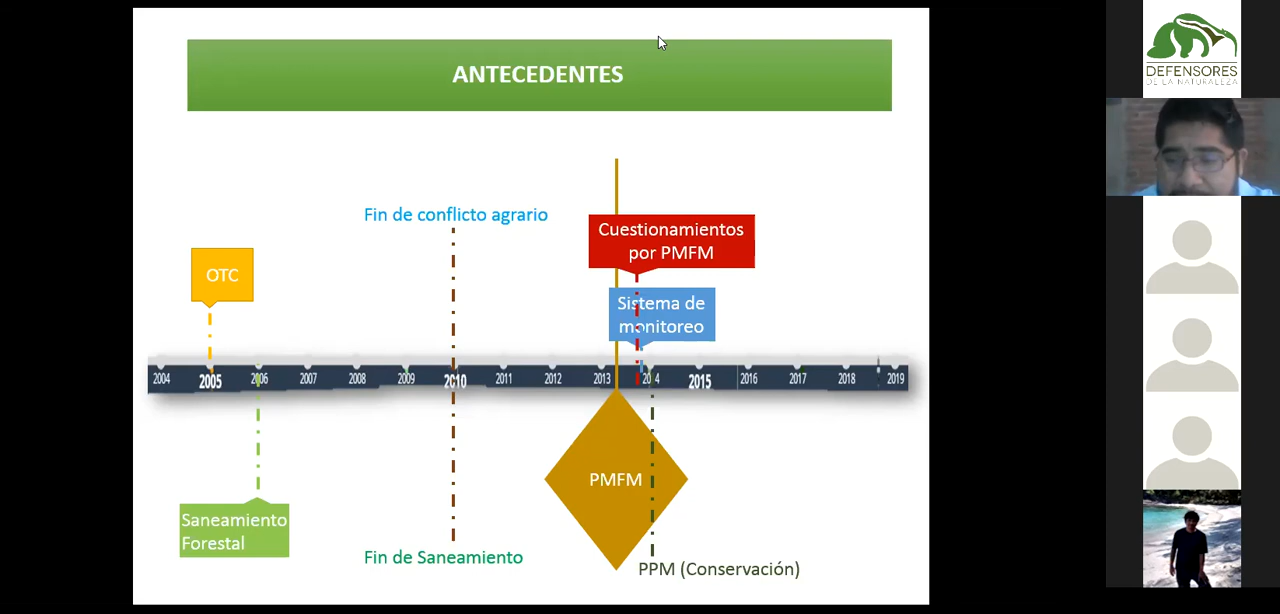 ANTECEDENTES
Fin de conflicto agrario
Cuestionamientos
por PMFM
OTC
Sistema de
monitoreo
2004 2005 2006 2007 2008 2009 2010 2011 2012 2013 2014 2015 2016 2017 2018 2019
PMFM
Saneamiento
Forestal
Fin de Saneamiento
PPM (Conservación)
DEFENSORES
DE LA NATURALEZA